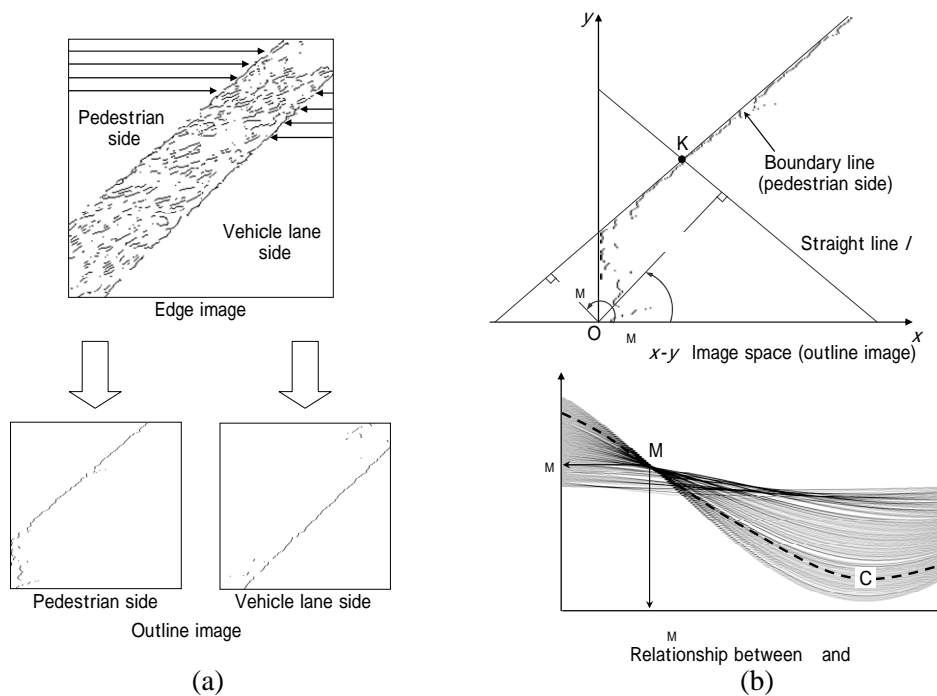 Pedestrian
side
Vehicle lane
side
Edge image
Pedestrian side
Vehicle lane side
Outline image
(a)
y
K
Boundary line
(pedestrian side)
Straight line l
M
O
M
x
x-y Image space (outline image)
M
M
C
M
Relationship between and
(b)